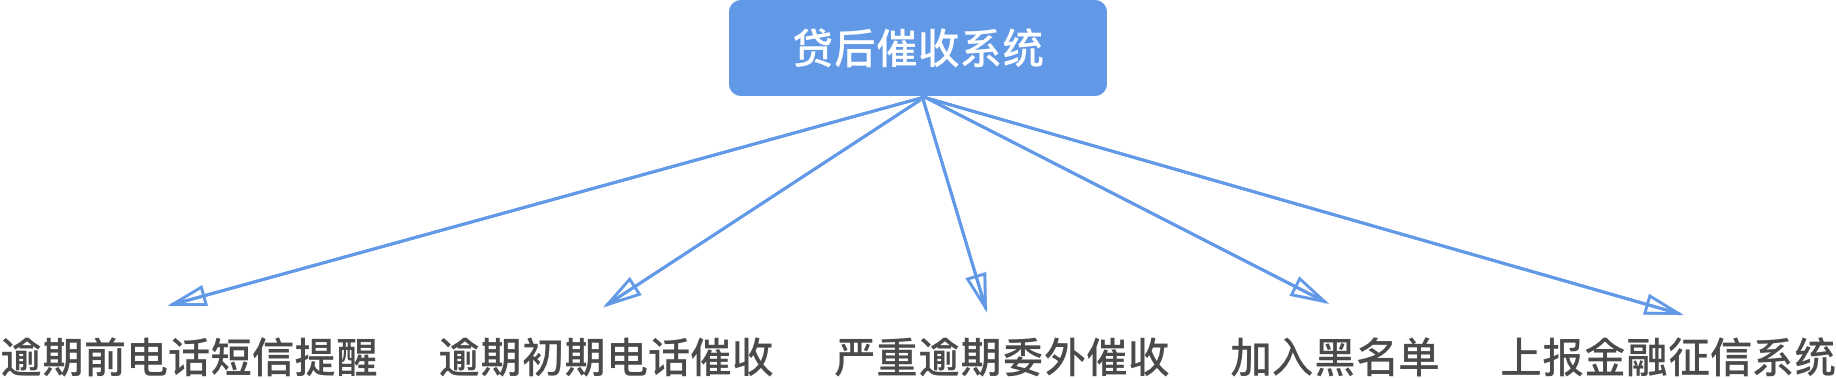 贷后催收系统
逾期前电话短信提醒
逾期初期电话催收
严重逾期委外催收
加入黑名单
上报金融征信系统